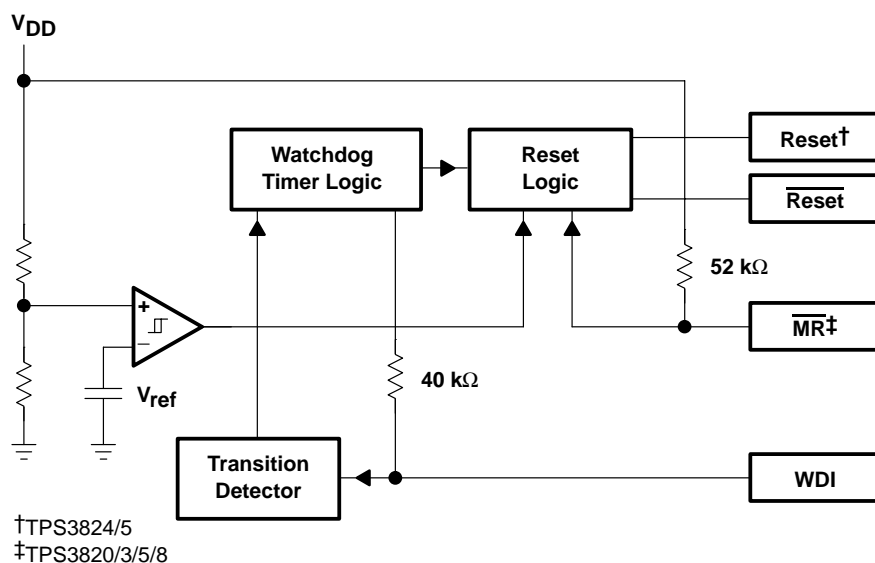 VDD
Watchdog
Timer Logic
Reset
Logic
Reset†
Reset
52 kΩ
MR‡
+
−
Vref
40 kΩ
Transition
Detector
WDI
†TPS3824/5
‡TPS3820/3/5/8